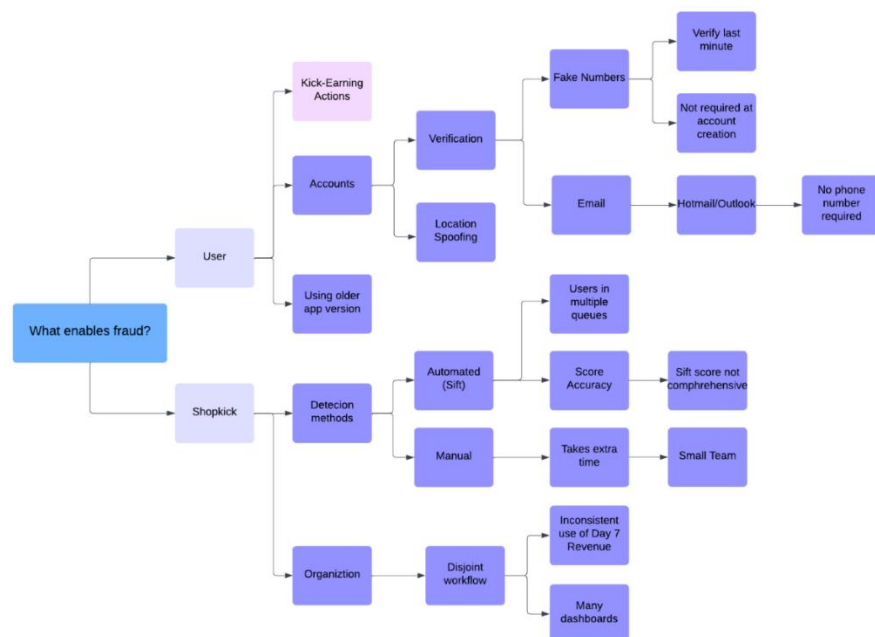 What enables fraud?
User
Kick-Earning
Actions
Accounts
Verification
Fake Numbers
Verify last
minute
Not required at
account
creation
Email
Hotmail/Outlook
No phone
number
required
Location
Spoofing
Using older
app version
Shopkick
Detecion
methods
Automated
(Sift)
Users in
multiple
queues
Score
Accuracy
Sift score not
comphrehensive
Manual
Takes extra
time
Small Team
Organiztion
Disjoint
workflow
Inconsistent
use of Day 7
Revenue
Many
dashboards